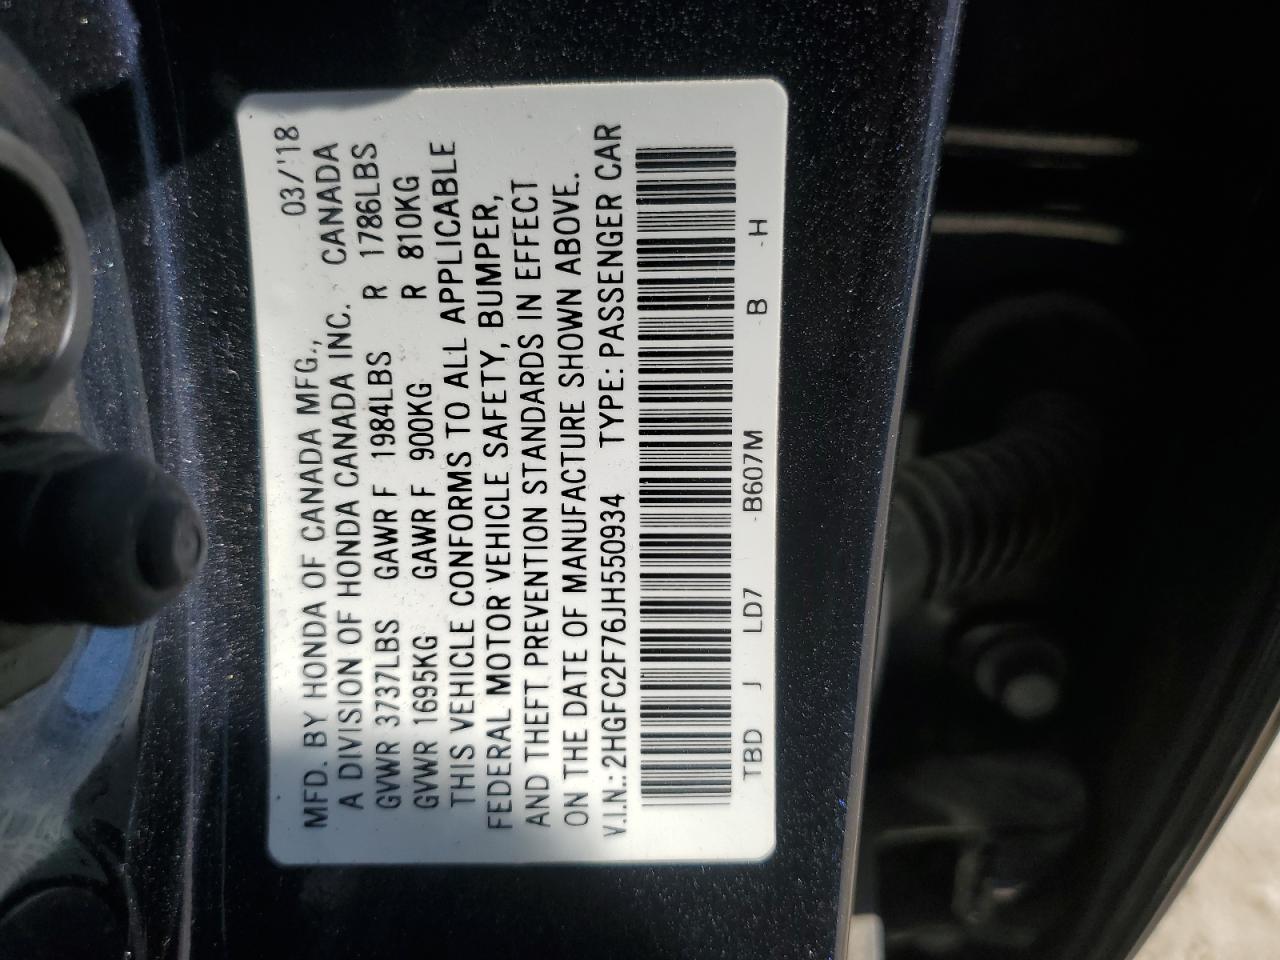 MFD. BY HONDA OF CANADA MFG., 03/'18
A DIVISION OF HONDA CANADA INC. CANADA
GVWR 3737LBS GAWR F 1984LBS R 1786LBS
GVWR 1695KG GAWR F 900KG R 810KG
THIS VEHICLE CONFORMS TO ALL APPLICABLE
FEDERAL MOTOR VEHICLE SAFETY, BUMPER,
AND THEFT PREVENTION STANDARDS IN EFFECT
ON THE DATE OF MANUFACTURE SHOWN ABOVE.
V.I.N.: 2HGFC2F76JH550934 TYPE: PASSENGER CAR
TBD J LD7 -B607M -B -H